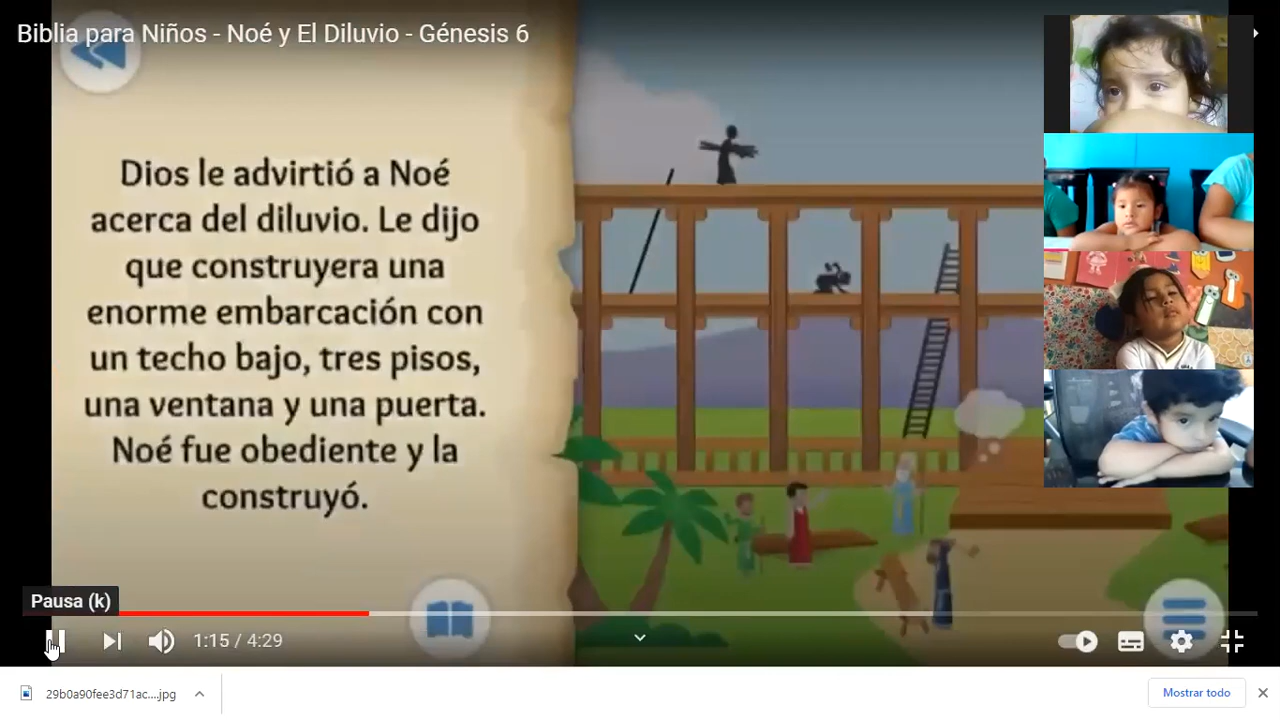 Biblia para Niños - Noé y El Diluvio - Génesis 6
Dios le advirtió a Noé
acerca del diluvio. Le dijo
que construyera una
enorme embarcación con
un techo bajo, tres pisos,
una ventana y una puerta.
Noé fue obediente y la
construyó.
Pausa (k)
1:15 / 4:29
29b0a90fee3d71ac....jpg
Mostrar todo